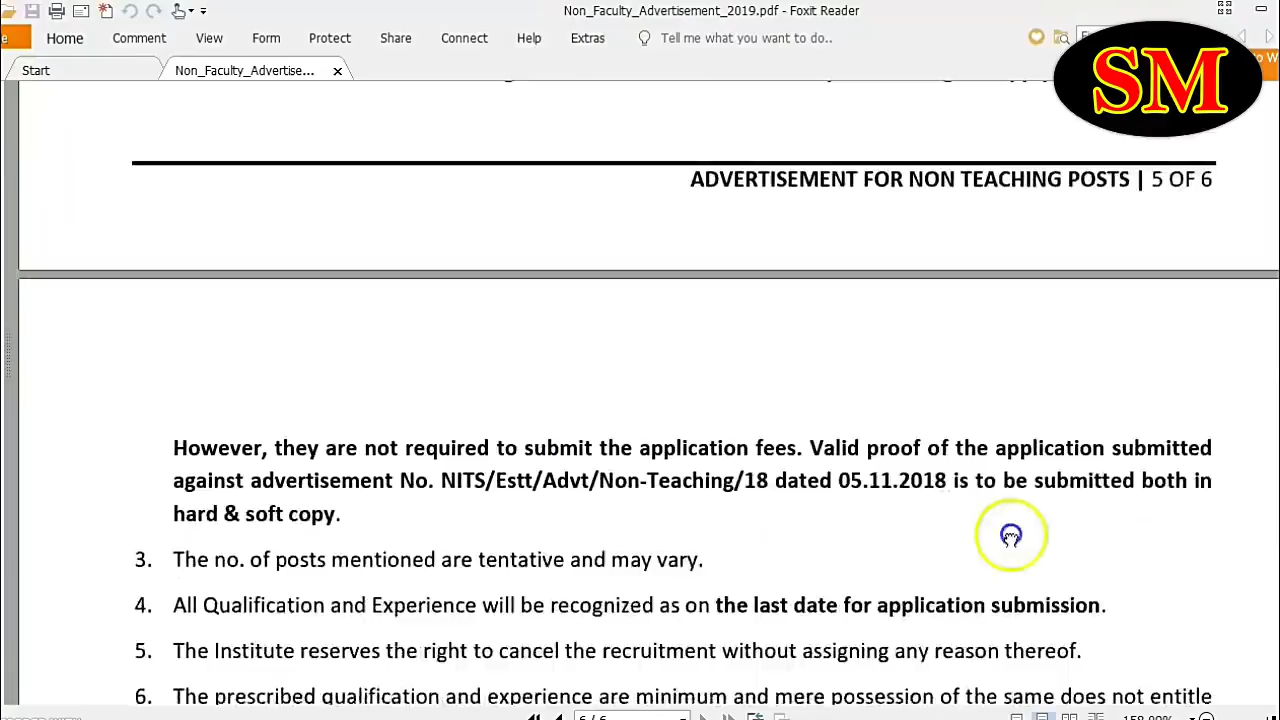 Non_Faculty_Advertisement_2019.pdf - Foxit Reader
Home Comment View Form Protect Share Connect Help Extras Tell me what you want to do..
Start Non_Faculty_Advertise...
SM
ADVERTISEMENT FOR NON TEACHING POSTS | 5 OF 6
However, they are not required to submit the application fees. Valid proof of the application submitted
against advertisement No. NITS/Estt/Advt/Non-Teaching/18 dated 05.11.2018 is to be submitted both in
hard & soft copy.
3. The no. of posts mentioned are tentative and may vary.
4. All Qualification and Experience will be recognized as on the last date for application submission.
5. The Institute reserves the right to cancel the recruitment without assigning any reason thereof.
6. The prescribed qualification and experience are minimum and mere possession of the same does not entitle
6 / 6